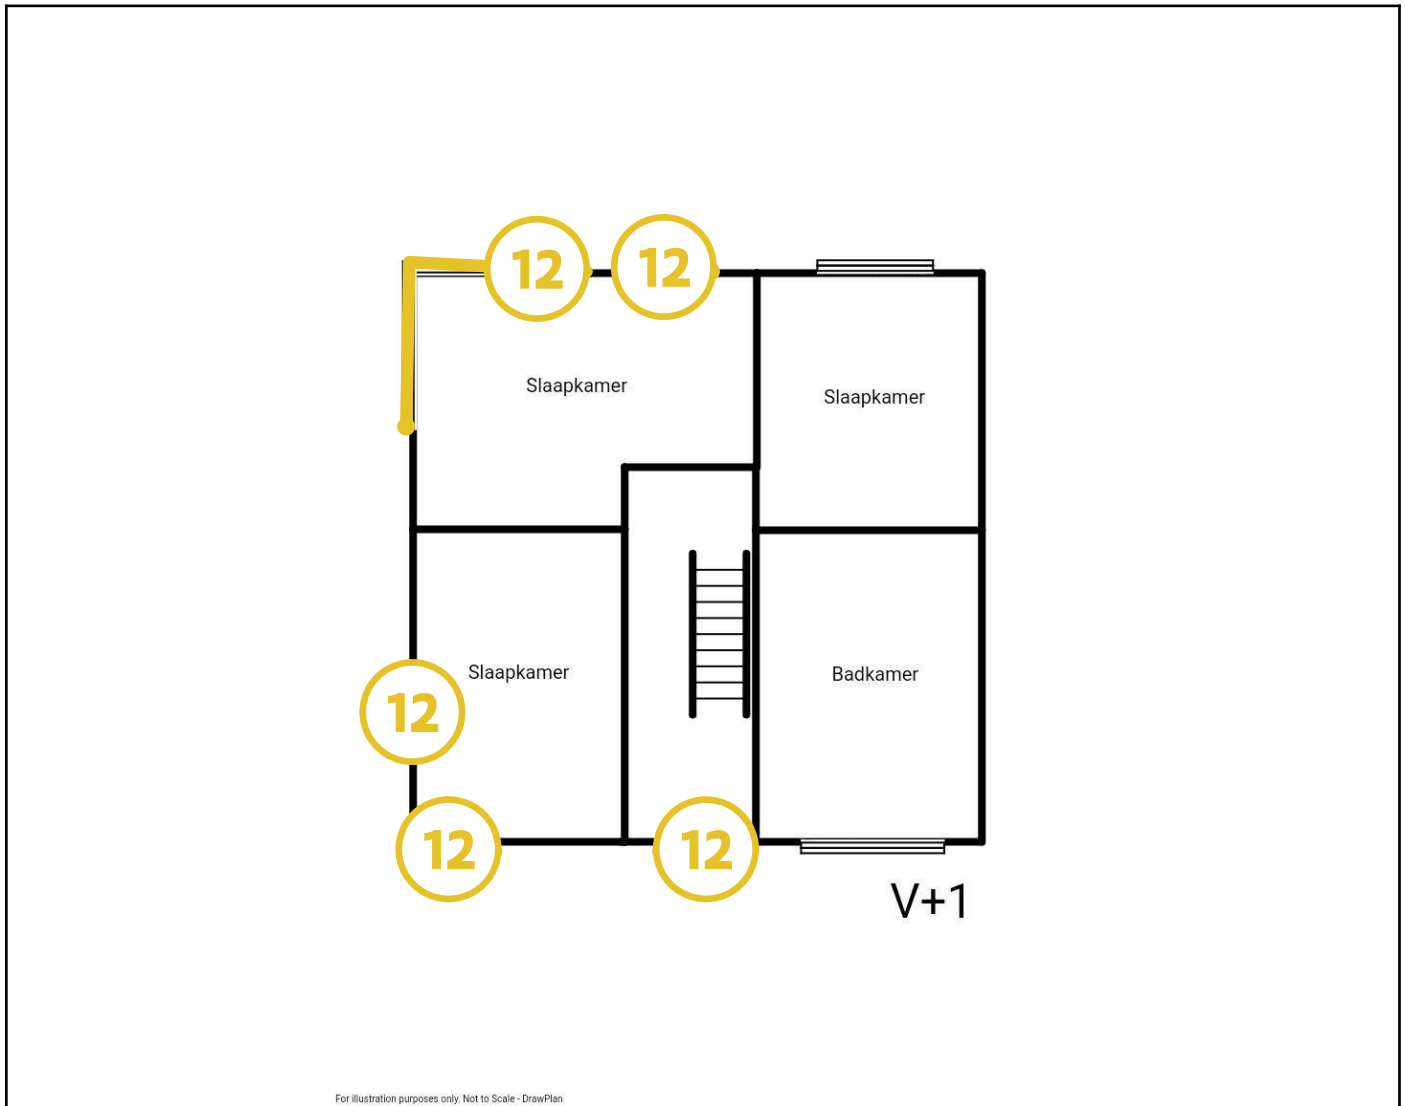 12
12
Slaapkamer
Slaapkamer
Slaapkamer
Badkamer
12
12
12
V+1
For illustration purposes only. Not to Scale - DrawPlan